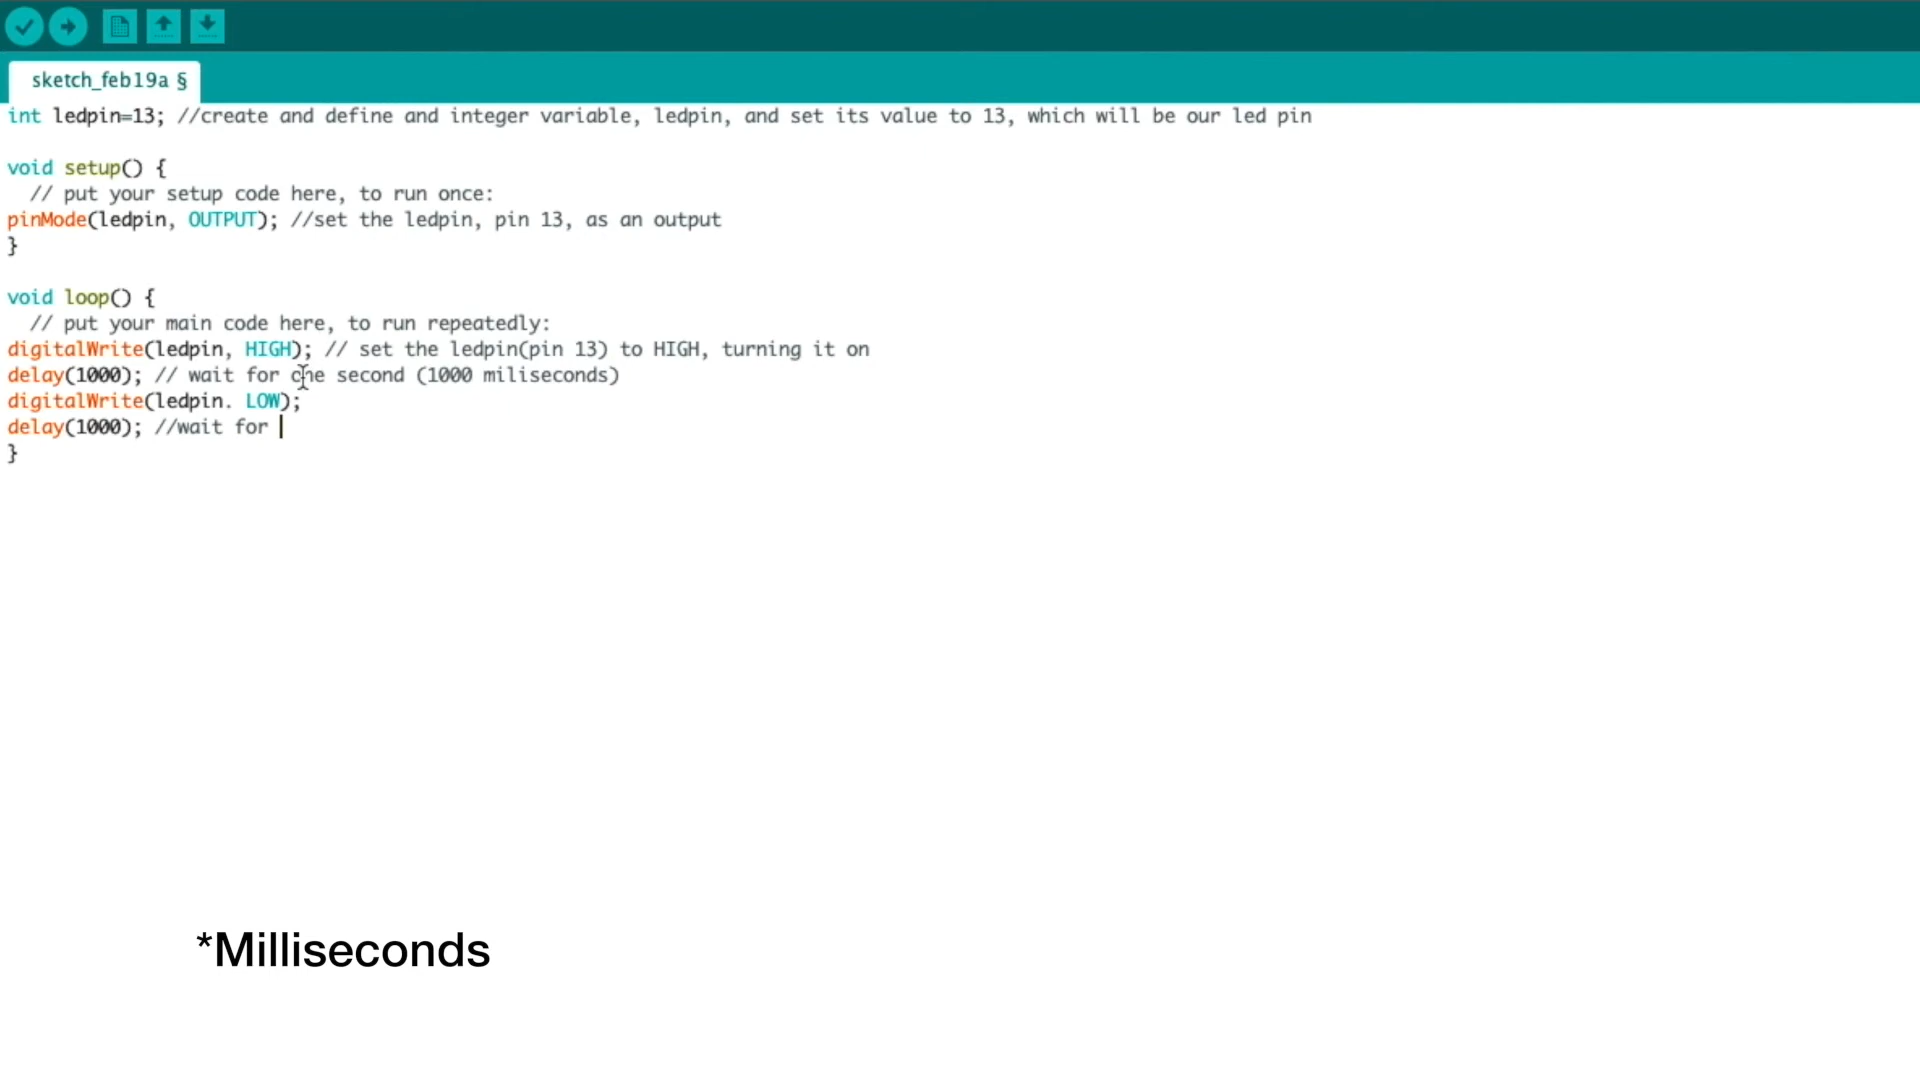 sketch_feb19a §
int ledpin=13; //create and define and integer variable, ledpin, and set its value to 13, which will be our led pin
void setup() {
// put your setup code here, to run once:
pinMode(ledpin, OUTPUT); //set the ledpin, pin 13, as an output
}
void loop() {
// put your main code here, to run repeatedly:
digitalWrite(ledpin, HIGH); // set the ledpin(pin 13) to HIGH, turning it on
delay(1000); // wait for one second (1000 miliseconds)
digitalWrite(ledpin. LOW);
delay(1000); //wait for
}
*Milliseconds